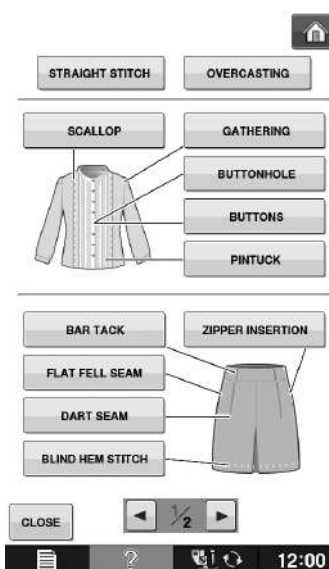 STRAIGHT STITCH OVERCASTING
SCALLOP GATHERING
BUTTONHOLE
BUTTONS
PINTUCK
BAR TACK ZIPPER INSERTION
FLAT FELL SEAM
DART SEAM
BLIND HEM STITCH
CLOSE 1/2
? 12:00